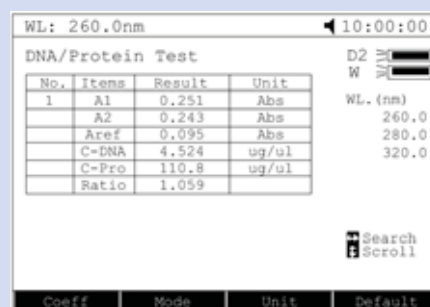 WL: 260.0nm 10:00:00
DNA/Protein Test D2
W
No. Items Result Unit
1 A1 0.251 Abs
A2 0.243 Abs
Aref 0.095 Abs
C-DNA 4.524 ug/ul
C-Pro 110.8 ug/ul
Ratio 1.059
WL.(nm)
260.0
280.0
320.0
Search
Scroll
Coeff Mode Unit Default